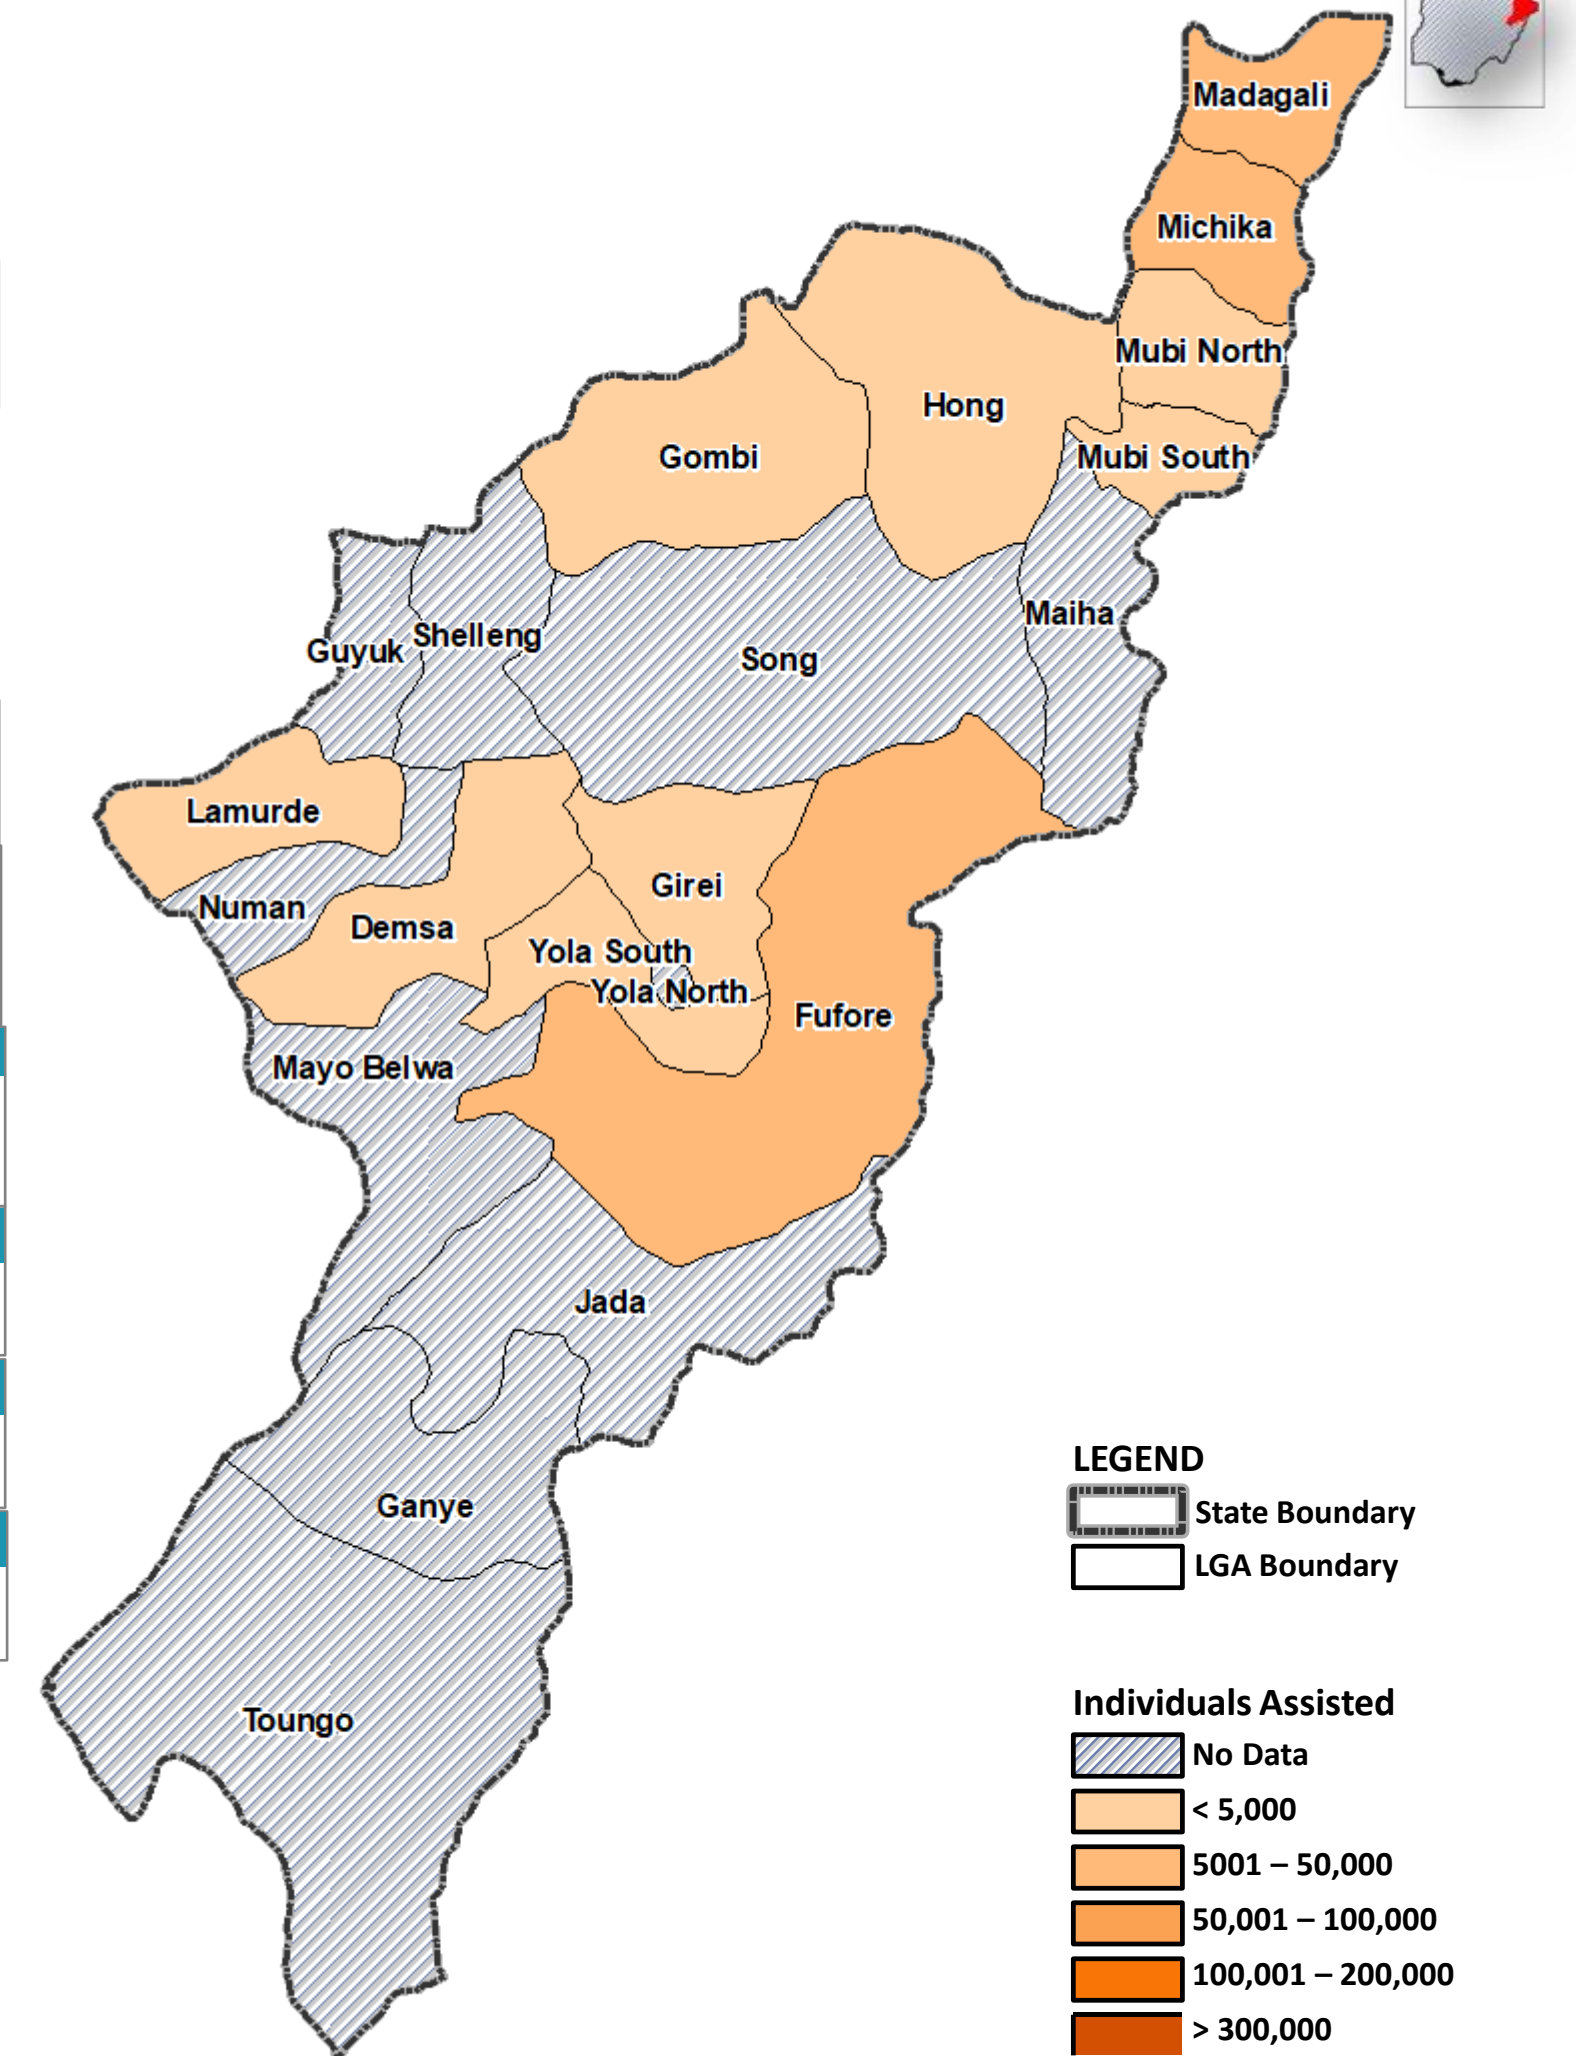 Madagali
Michika
Mubi North
Hong
Gombi
Mubi South
Maiha
Shelleng
Guyuk
Song
Lamurde
Girei
Numan
Demsa
Yola South
Yola North
Fufore
Mayo Belwa
Jada
Ganye
Toungo
LEGEND
State Boundary
LGA Boundary
Individuals Assisted
No Data
< 5,000
5001 – 50,000
50,001 – 100,000
100,001 – 200,000
> 300,000